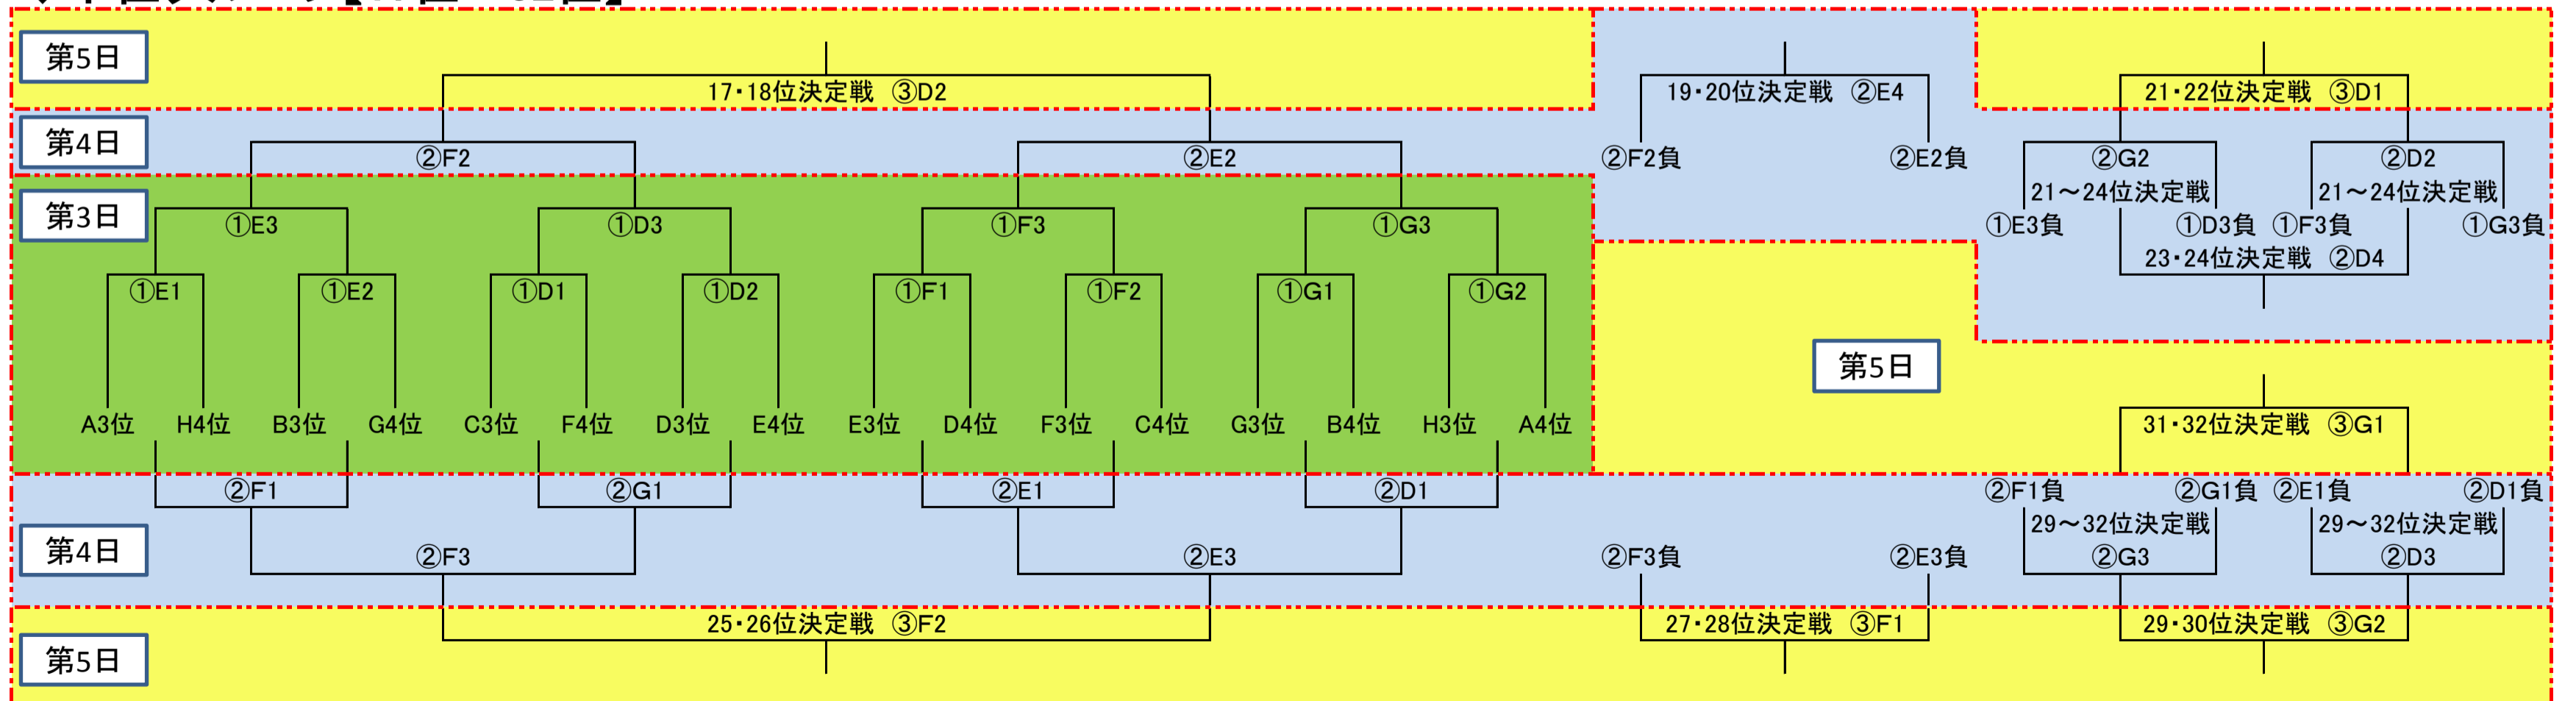 第5日
17・18位決定戦 ③D2
19・20位決定戦 ②E4
21・22位決定戦 ③D1
第4日
②F2
②E2
②F2負
②E2負
②G2
②D2
21～24位決定戦
21～24位決定戦
第3日
①E3
①D3
①F3
①G3
①E3負
①D3負
①F3負
①G3負
23・24位決定戦 ②D4
①E1
①E2
①D1
①D2
①F1
①F2
①G1
①G2
第5日
A3位
H4位
B3位
G4位
C3位
F4位
D3位
E4位
E3位
D4位
F3位
C4位
G3位
B4位
H3位
A4位
31・32位決定戦 ③G1
②F1
②G1
②E1
②D1
②F1負
②G1負
②E1負
②D1負
29～32位決定戦
29～32位決定戦
第4日
②F3
②E3
②F3負
②E3負
②G3
②D3
25・26位決定戦 ③F2
27・28位決定戦 ③F1
29・30位決定戦 ③G2
第5日